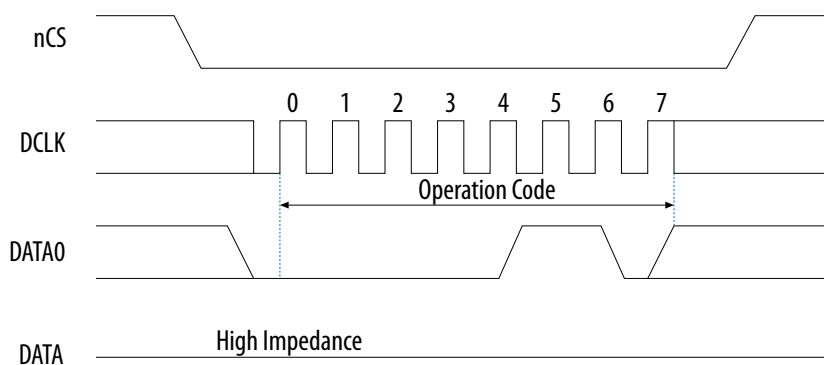 nCS
0 1 2 3 4 5 6 7
DCLK
Operation Code
DATA0
High Impedance
DATA